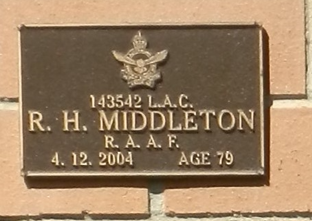 143542 L.A.C.
R. H. MIDDLETON
R. A. A. F.
4. 12. 2004 AGE 79